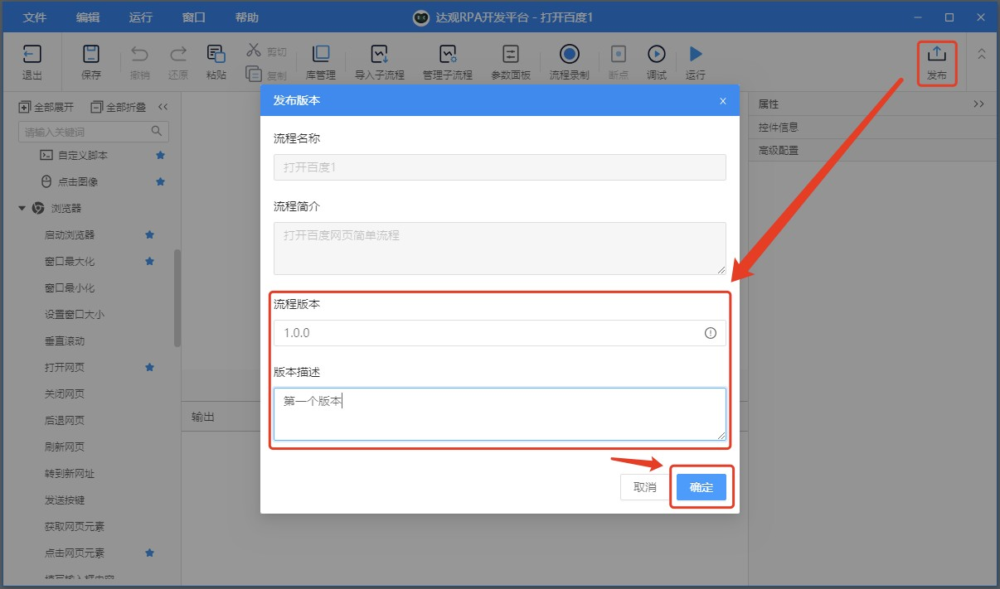 文件 编辑 运行 窗口 帮助 达观RPA开发平台 - 打开百度1
退出 保存 撤销 还原 粘贴 剪切 复制 库管理 导入子流程 管理子流程 参数面板 流程录制 断点 调试 运行 发布
全部展开 全部折叠
请输入关键词
自定义脚本
点击图像
浏览器
启动浏览器
窗口最大化
窗口最小化
设置窗口大小
垂直滚动
打开网页
关闭网页
后退网页
刷新网页
转到新网址
发送按键
获取网页元素
点击网页元素
填写输入框内容
发布版本
流程名称
打开百度1
流程简介
打开百度网页简单流程
流程版本
1.0.0
版本描述
第一个版本
取消 确定
输出
属性
控件信息
高级配置